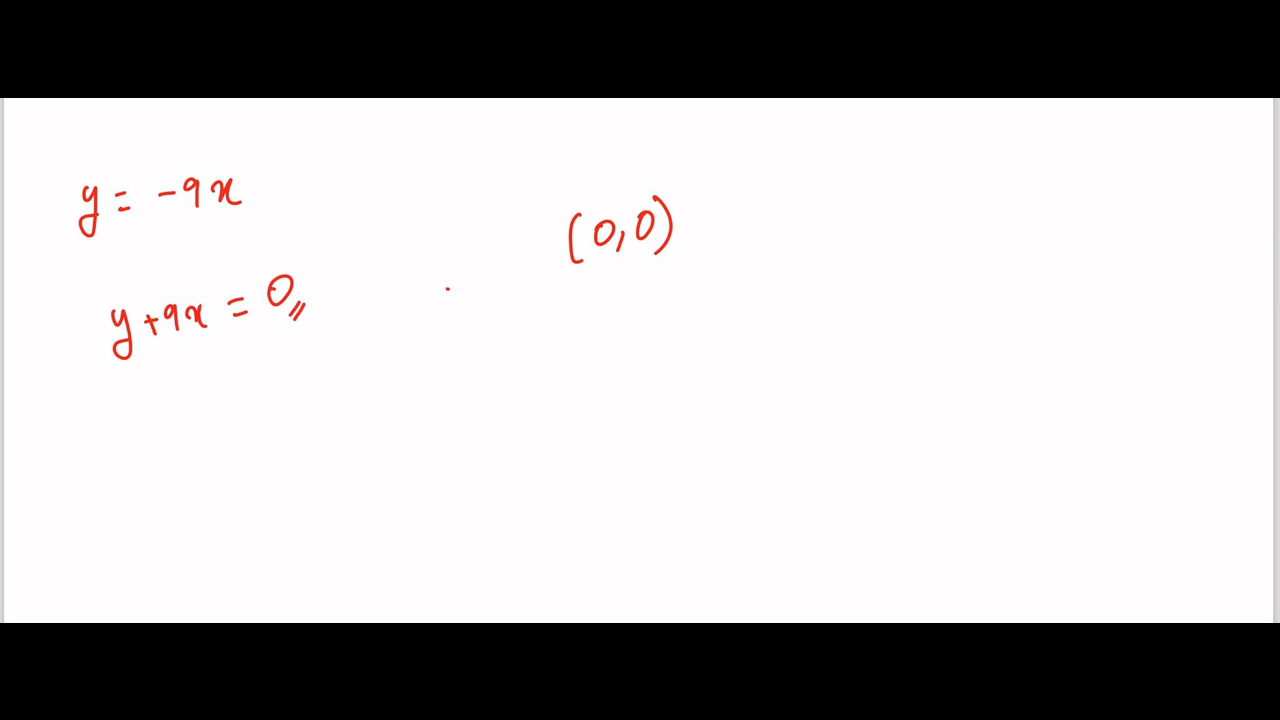 y = -9x
(0,0)
y+9x = 0